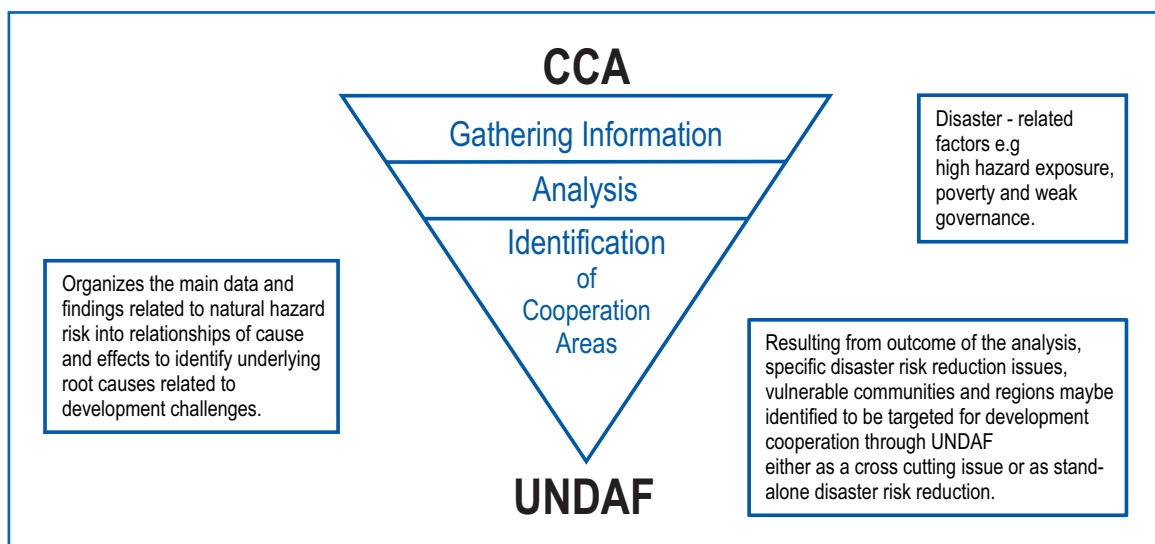 CCA
Gathering Information
Analysis
Identification
of
Cooperation
Areas
UNDAF
Disaster - related
factors e.g
high hazard exposure,
poverty and weak
governance.
Organizes the main data and
findings related to natural hazard
risk into relationships of cause
and effects to identify underlying
root causes related to
development challenges.
Resulting from outcome of the analysis,
specific disaster risk reduction issues,
vulnerable communities and regions maybe
identified to be targeted for development
cooperation through UNDAF
either as a cross cutting issue or as stand-
alone disaster risk reduction.